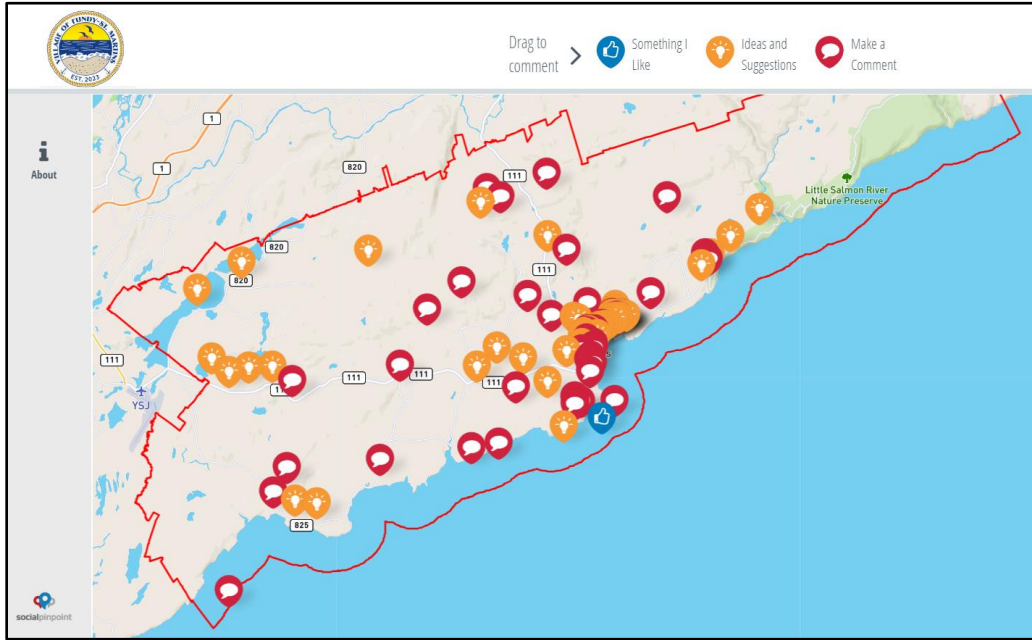 VILLAGE OF FUNDY-ST. MARTINS
EST. 2023
Drag to
comment
Something I
Like
Ideas and
Suggestions
Make a
Comment
About
1
1
820
111
Little Salmon River
Nature Preserve
820
820
111
111
YSJ
111
111
111
825
socialpinpoint